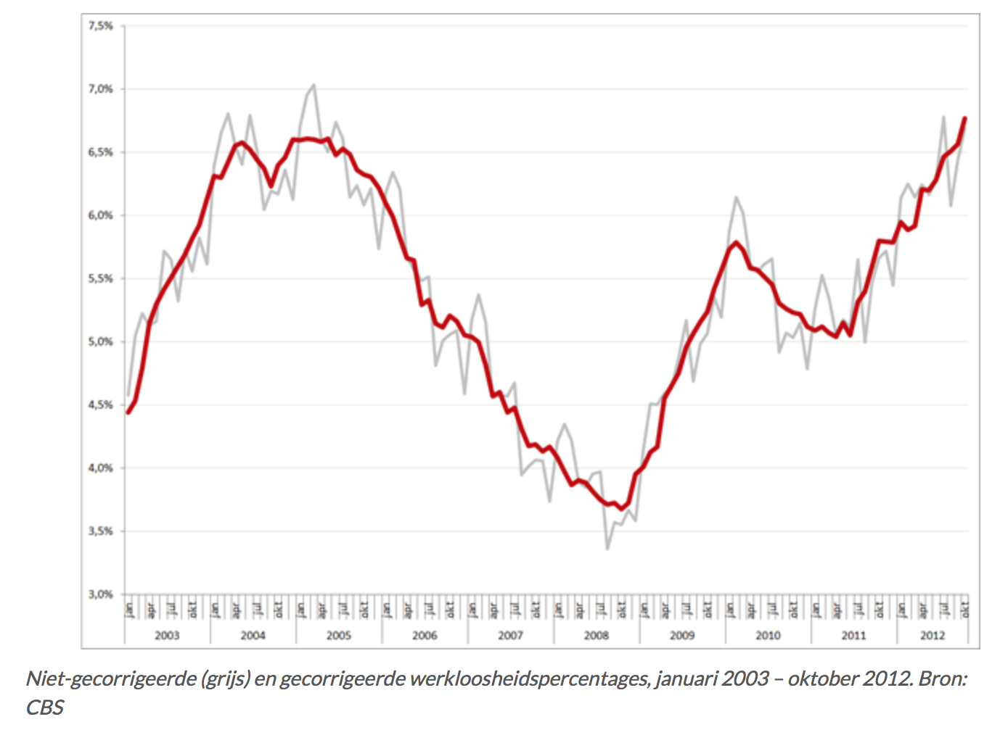 7,5%
7,0%
6,5%
6,0%
5,5%
5,0%
4,5%
4,0%
3,5%
3,0%
jan apr jul okt jan apr jul okt jan apr jul okt jan apr jul okt jan apr jul okt jan apr jul okt jan apr jul okt jan apr jul okt jan apr jul okt jan apr jul okt
2003 2004 2005 2006 2007 2008 2009 2010 2011 2012
Niet-gecorrigeerde (grijs) en gecorrigeerde werkloosheidspercentages, januari 2003 – oktober 2012. Bron:
CBS